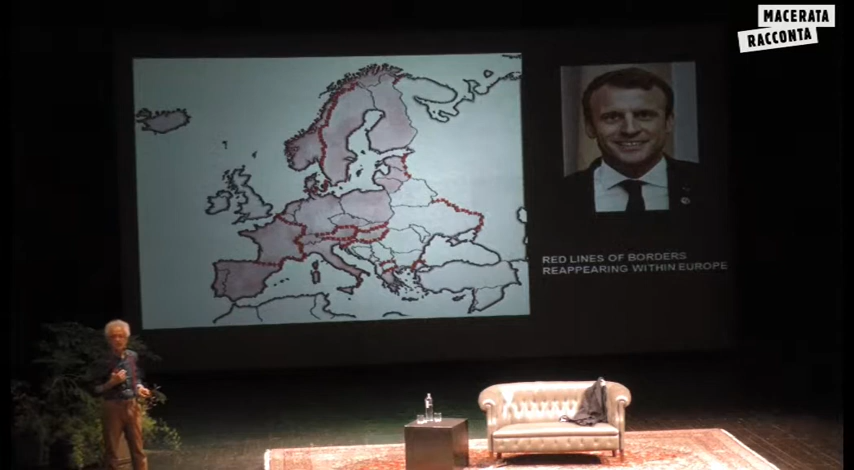 MACERATA
RACCONTA
RED LINES OF BORDERS
REAPPEARING WITHIN EUROPE